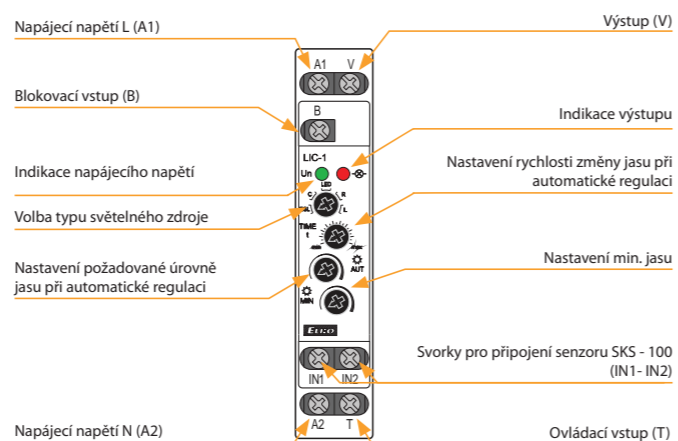 Napájecí napětí L (A1)
Výstup (V)
A1 V
Blokovací vstup (B)
B
Indikace výstupu
LIC-1
Nastavení rychlosti změny jasu při
automatické regulaci
Indikace napájecího napětí
Un
LED
C R
L
Volba typu světelného zdroje
TIME
t
Nastavení min. jasu
Nastavení požadované úrovně
jasu při automatické regulaci
AUT
MIN
ELKO
Svorky pro připojení senzoru SKS - 100
(IN1- IN2)
IN1 IN2
A2 T
Napájecí napětí N (A2)
Ovládací vstup (T)